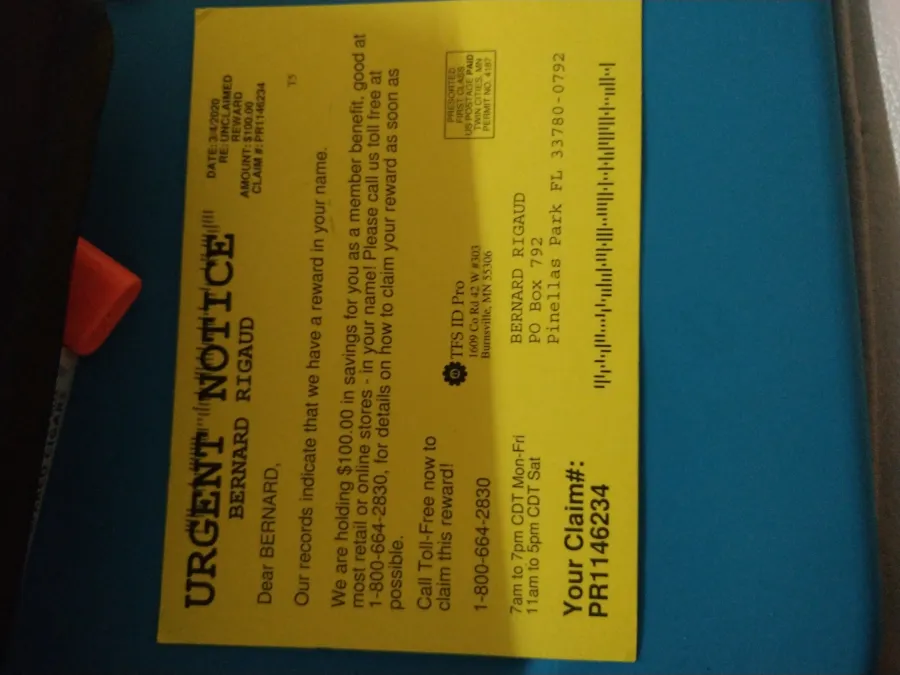 URGENT NOTICE
BERNARD RIGAUD
DATE: 3/4/2020
RE: UNCLAIMED
REWARD
AMOUNT: $100.00
CLAIM #: PR1146234
T5
Dear BERNARD,
Our records indicate that we have a reward in your name.
We are holding $100.00 in savings for you as a member benefit, good at
most retail or online stores - in your name! Please call us toll free at
1-800-664-2830, for details on how to claim your reward as soon as
possible.
Call Toll-Free now to
claim this reward!
1-800-664-2830
7am to 7pm CDT Mon-Fri
11am to 5pm CDT Sat
Your Claim#:
PR1146234
TFS ID Pro
1609 Co Rd 42 W #303
Burnsville, MN 55306
PRESORTED
FIRST CLASS
US POSTAGE PAID
TWIN CITIES, MN
PERMIT NO. 4187
BERNARD RIGAUD
PO Box 792
Pinellas Park FL 33780-0792